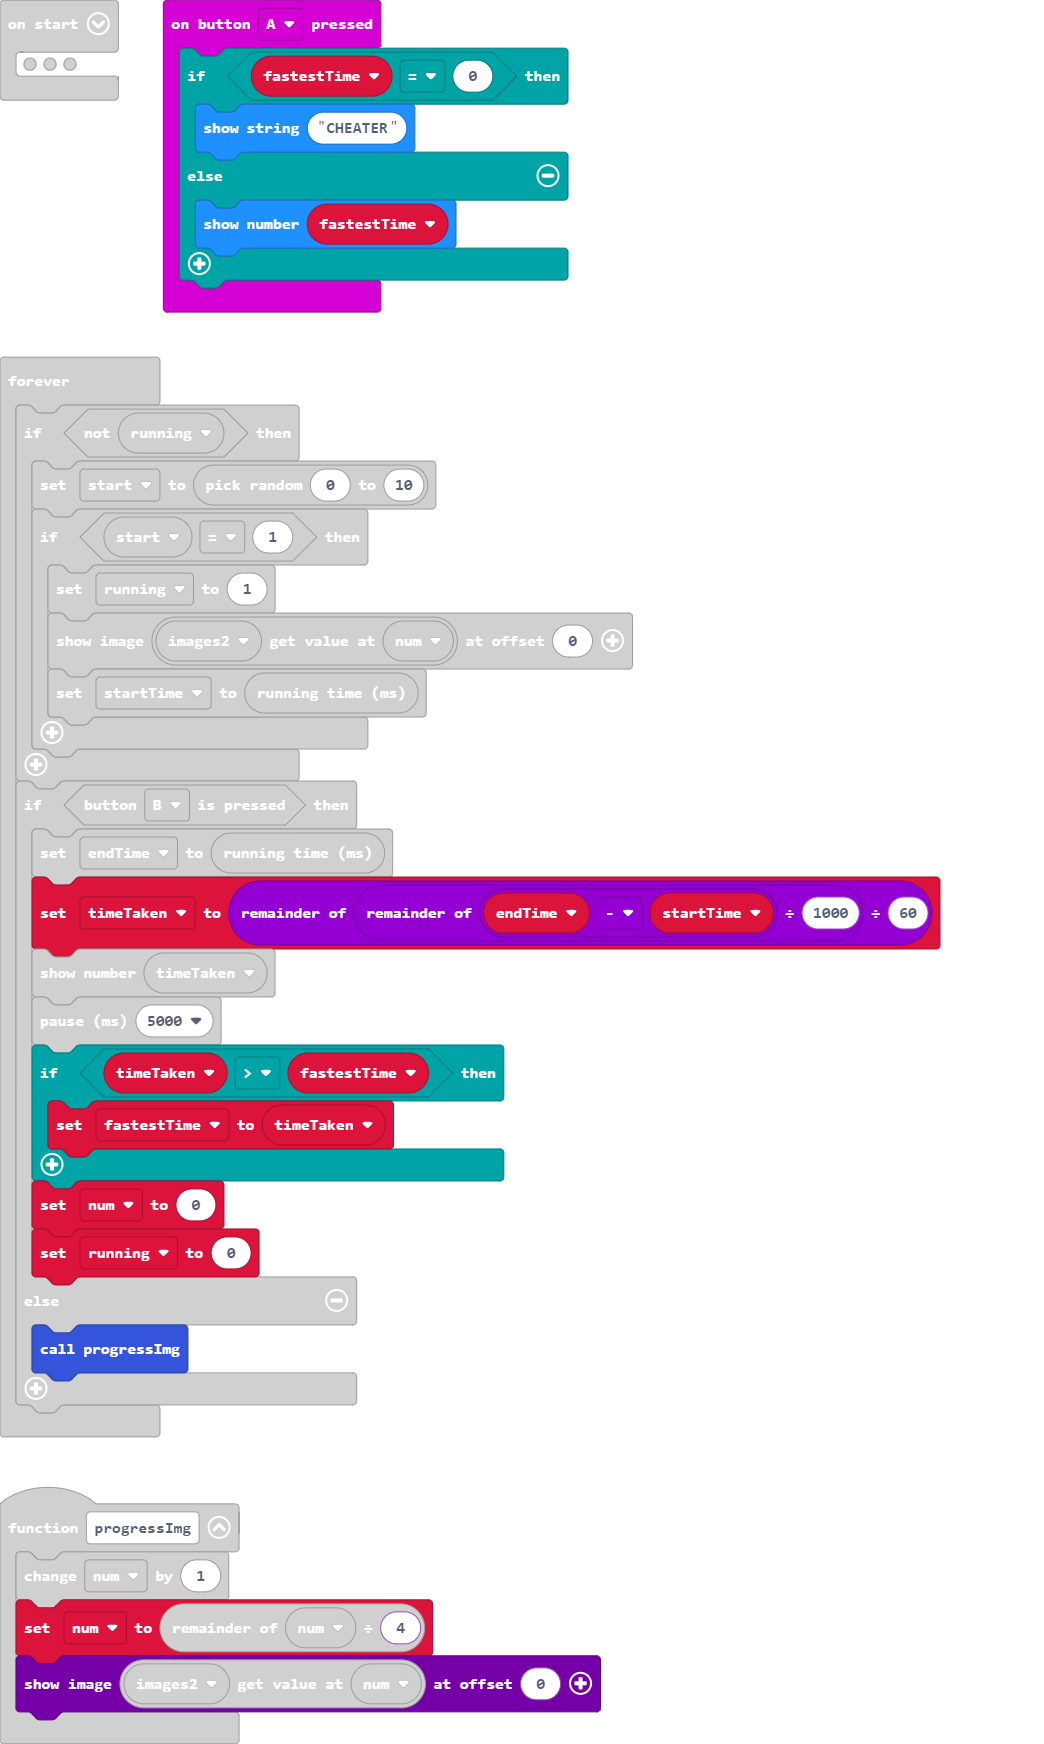 on start
on button A pressed
if fastestTime = 0 then
show string "CHEATER"
else
show number fastestTime
forever
if not running then
set start to pick random 0 to 10
if start = 1 then
set running to 1
show image images2 get value at num at offset 0
set startTime to running time (ms)
if button B is pressed then
set endTime to running time (ms)
set timeTaken to remainder of remainder of endTime - startTime ÷ 1000 ÷ 60
show number timeTaken
pause (ms) 5000
if timeTaken > fastestTime then
set fastestTime to timeTaken
set num to 0
set running to 0
else
call progressImg
function progressImg
change num by 1
set num to remainder of num ÷ 4
show image images2 get value at num at offset 0